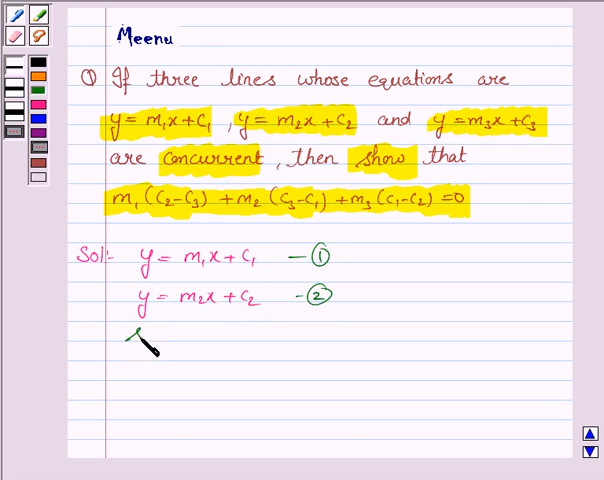 Meenu
Q If three lines whose equations are
y = m₁x + c₁ , y = m₂x + c₂ and y = m₃x + c₃
are concurrent , then show that
m₁ (c₂ – c₃) + m₂ (c₃ – c₁) + m₃ (c₁ – c₂) = 0
Sol:- y = m₁x + c₁ — ①
y = m₂x + c₂ – ②